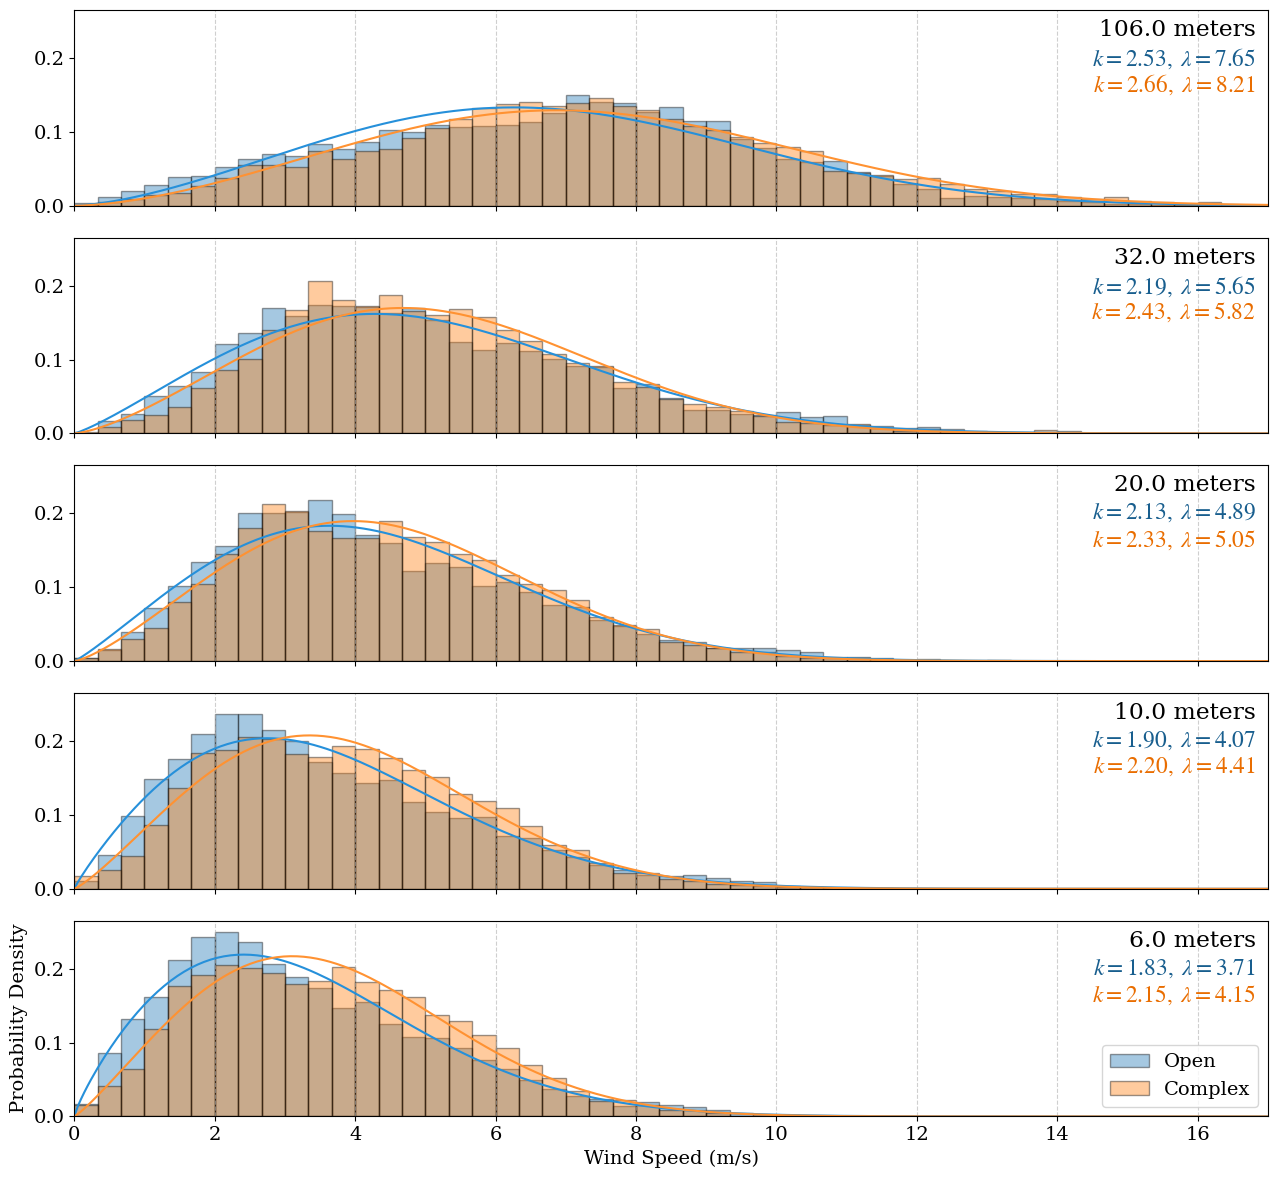 106.0 meters
k = 2.53, λ = 7.65
k = 2.66, λ = 8.21
0.2
0.1
0.0
32.0 meters
k = 2.19, λ = 5.65
k = 2.43, λ = 5.82
0.2
0.1
0.0
20.0 meters
k = 2.13, λ = 4.89
k = 2.33, λ = 5.05
0.2
0.1
0.0
10.0 meters
k = 1.90, λ = 4.07
k = 2.20, λ = 4.41
0.2
0.1
0.0
6.0 meters
k = 1.83, λ = 3.71
k = 2.15, λ = 4.15
0.2
0.1
0.0
Probability Density
Open
Complex
0 2 4 6 8 10 12 14 16
Wind Speed (m/s)